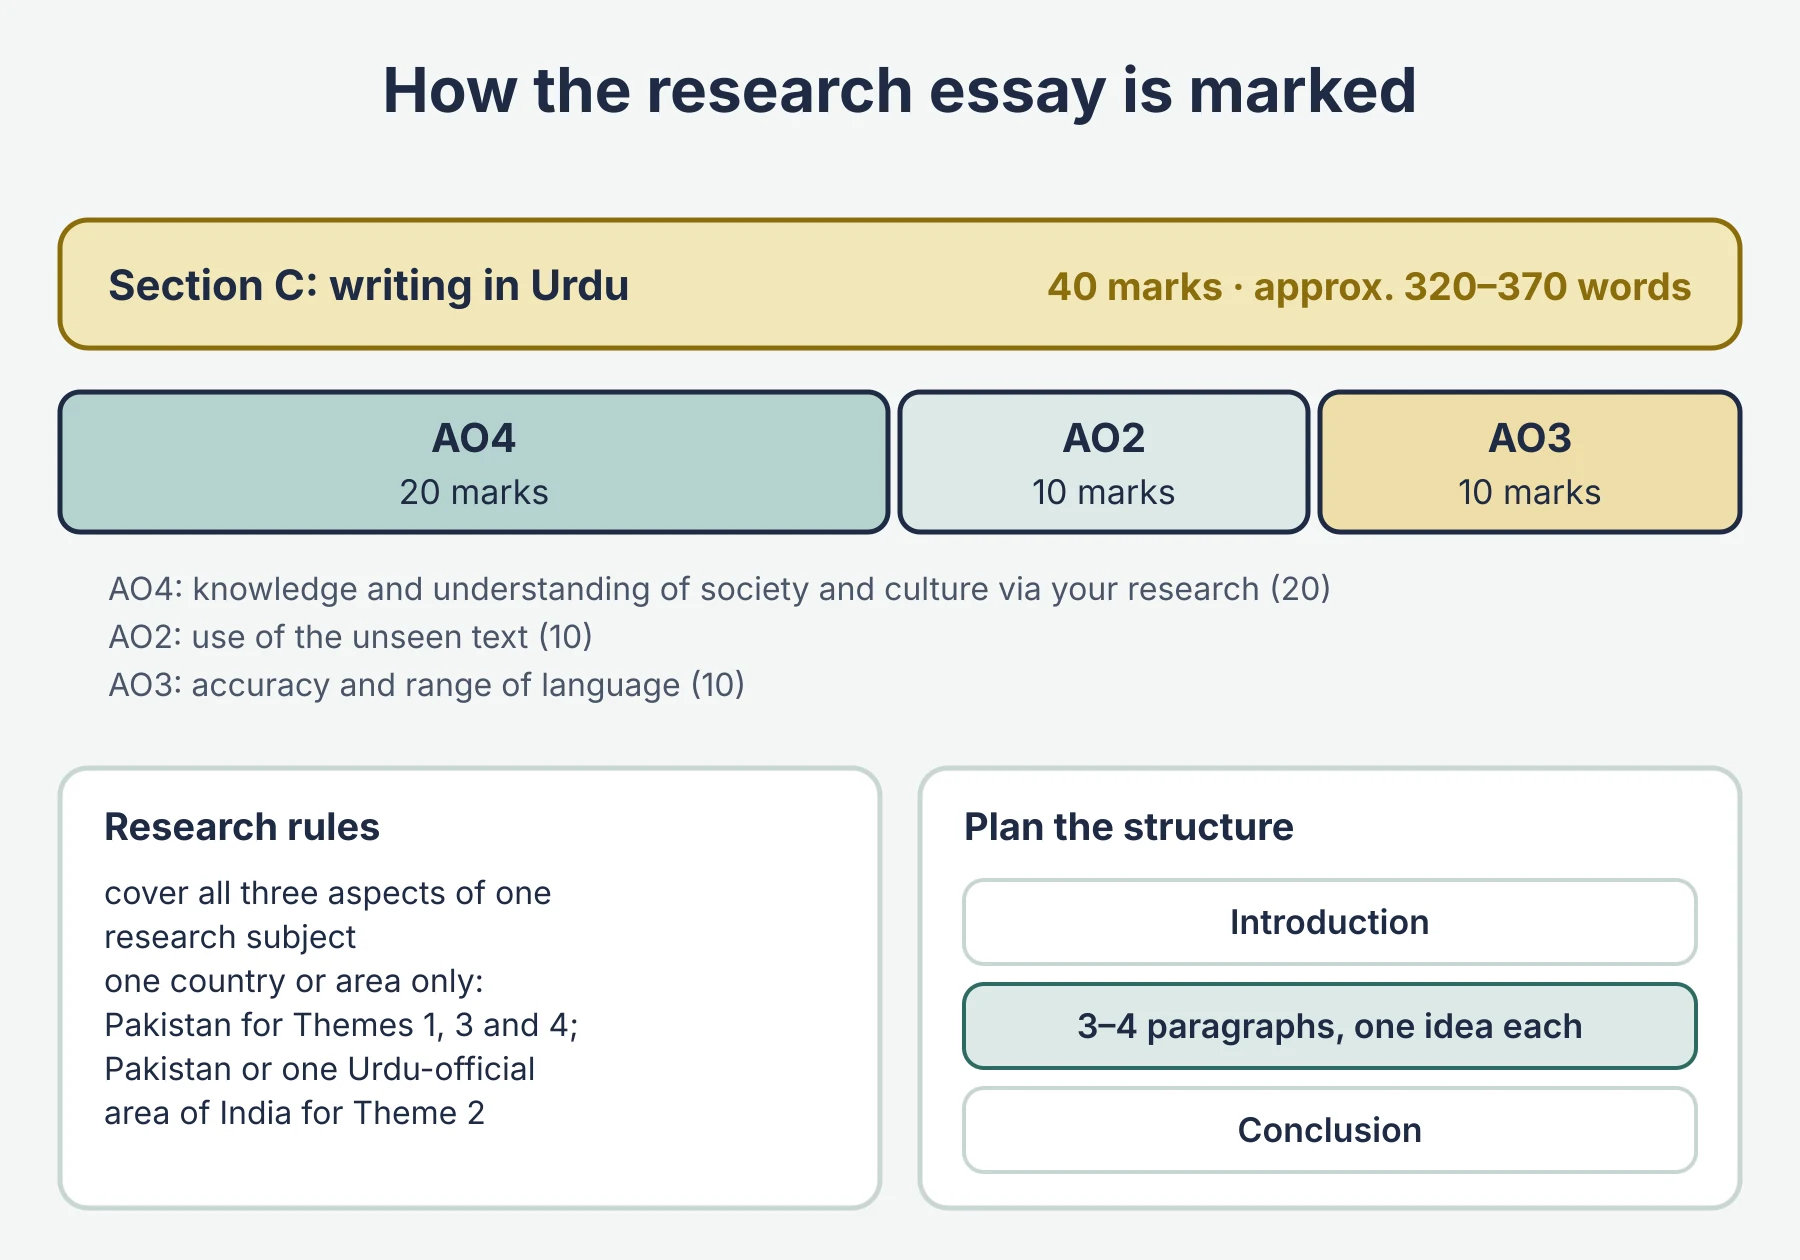 How the research essay is marked
Section C: writing in Urdu
40 marks · approx. 320–370 words
AO4
20 marks
AO2
10 marks
AO3
10 marks
AO4: knowledge and understanding of society and culture via your research (20)
AO2: use of the unseen text (10)
AO3: accuracy and range of language (10)
Research rules
cover all three aspects of one
research subject
one country or area only:
Pakistan for Themes 1, 3 and 4;
Pakistan or one Urdu-official
area of India for Theme 2
Plan the structure
Introduction
3–4 paragraphs, one idea each
Conclusion